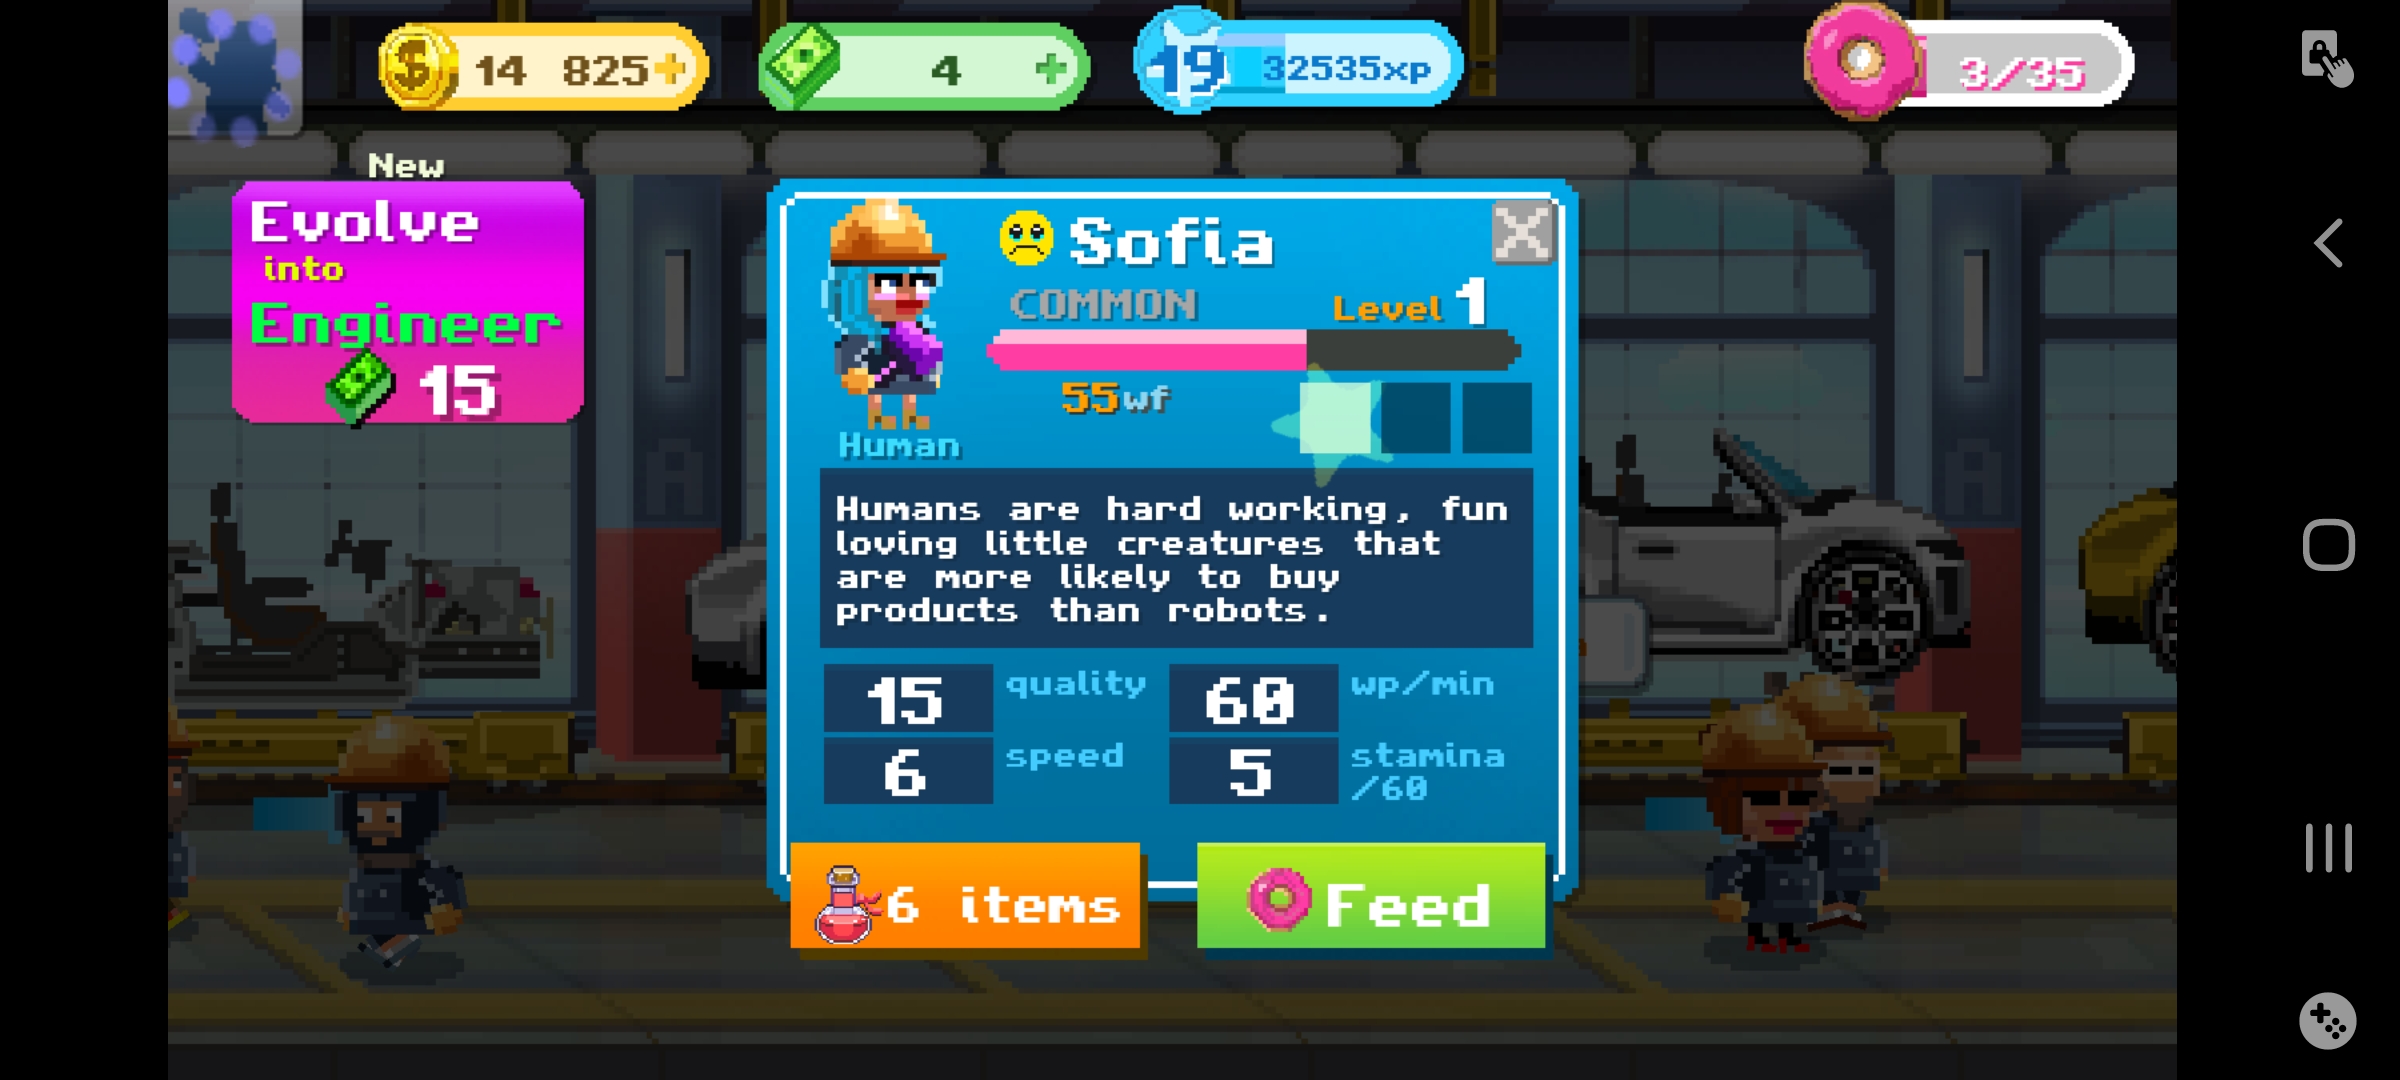 14 825
4
19 32535xp
3/35
New
Evolve
into
Engineer
15
Sofia
COMMON
Level 1
55wf
Human
Humans are hard working, fun
loving little creatures that
are more likely to buy
products than robots.
15 quality
60 wp/min
6 speed
5 stamina
/60
6 items
Feed